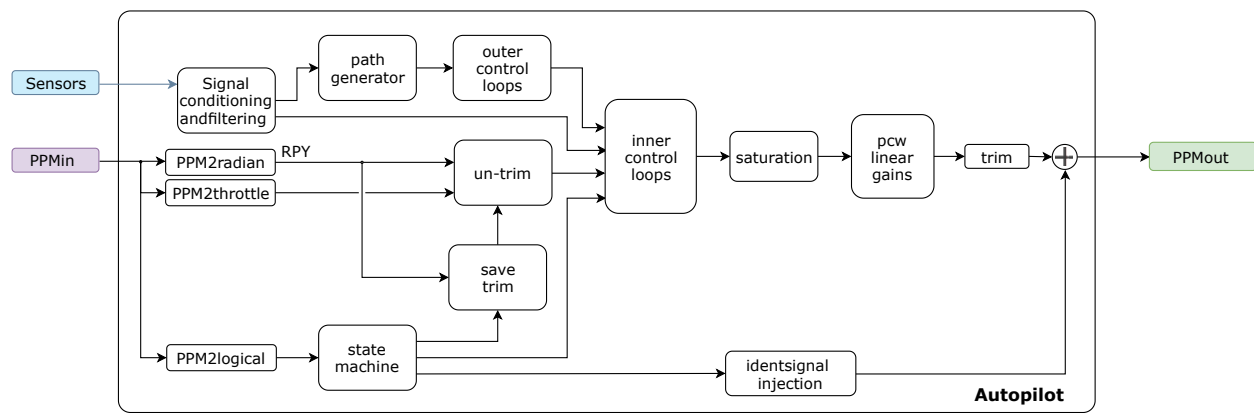 Sensors
Signal
conditioning
andfiltering
path
generator
outer
control
loops
PPMin
PPM2radian
RPY
PPM2throttle
un-trim
inner
control
loops
saturation
pcw
linear
gains
trim
PPMout
save
trim
PPM2logical
state
machine
identsignal
injection
Autopilot